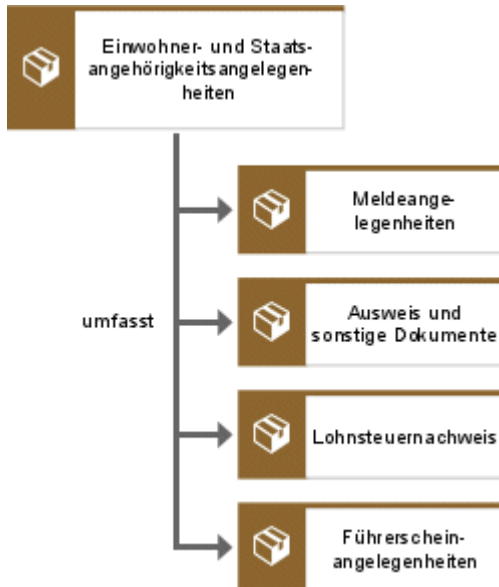 Einwohner- und Staats-
angehörigkeitsangelegen-
heiten
Meldeange-
legenheiten
umfasst
Ausweis und
sonstige Dokumente
Lohnsteuernachweis
Führerschein-
angelegenheiten